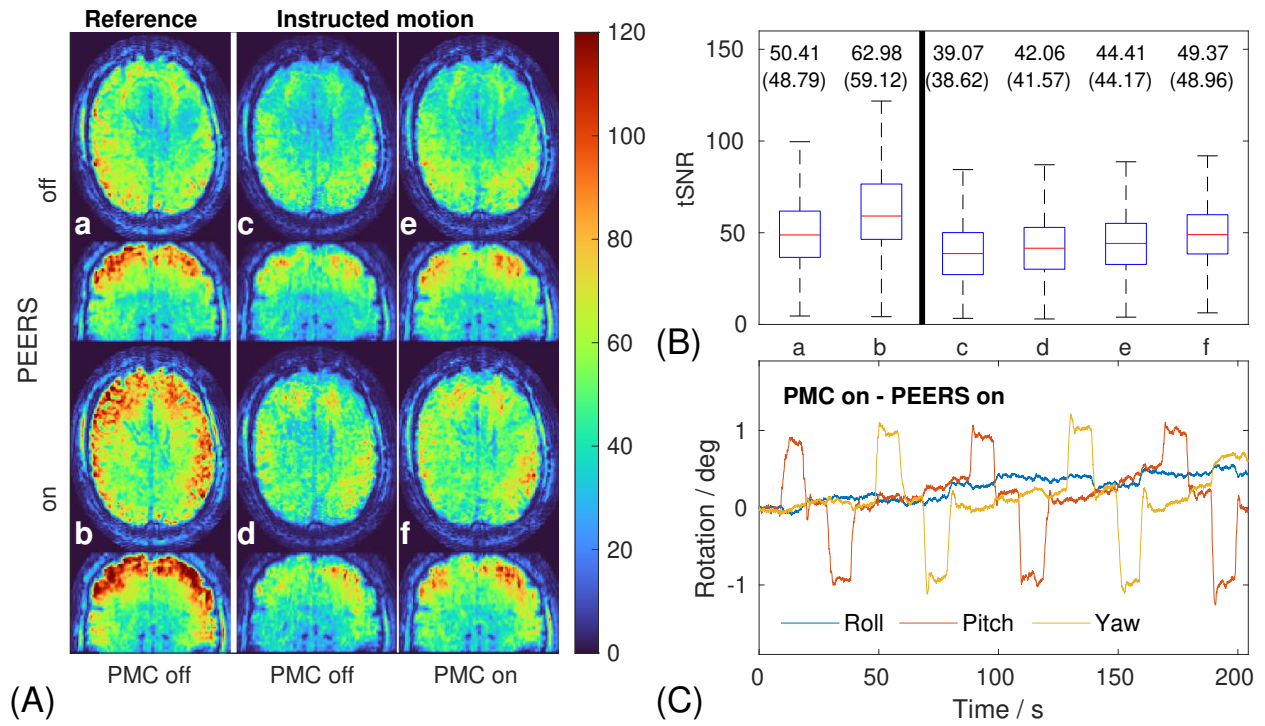 Reference
Instructed motion
off
PEERS
on
a
c
e
b
d
f
PMC off
PMC off
PMC on
120
100
80
60
40
20
0
(A)
50.41 62.98 39.07 42.06 44.41 49.37
(48.79) (59.12) (38.62) (41.57) (44.17) (48.96)
150
100
50
0
tSNR
a b c d e f
(B)
PMC on - PEERS on
1
0
-1
Rotation / deg
Roll Pitch Yaw
0 50 100 150 200
Time / s
(C)